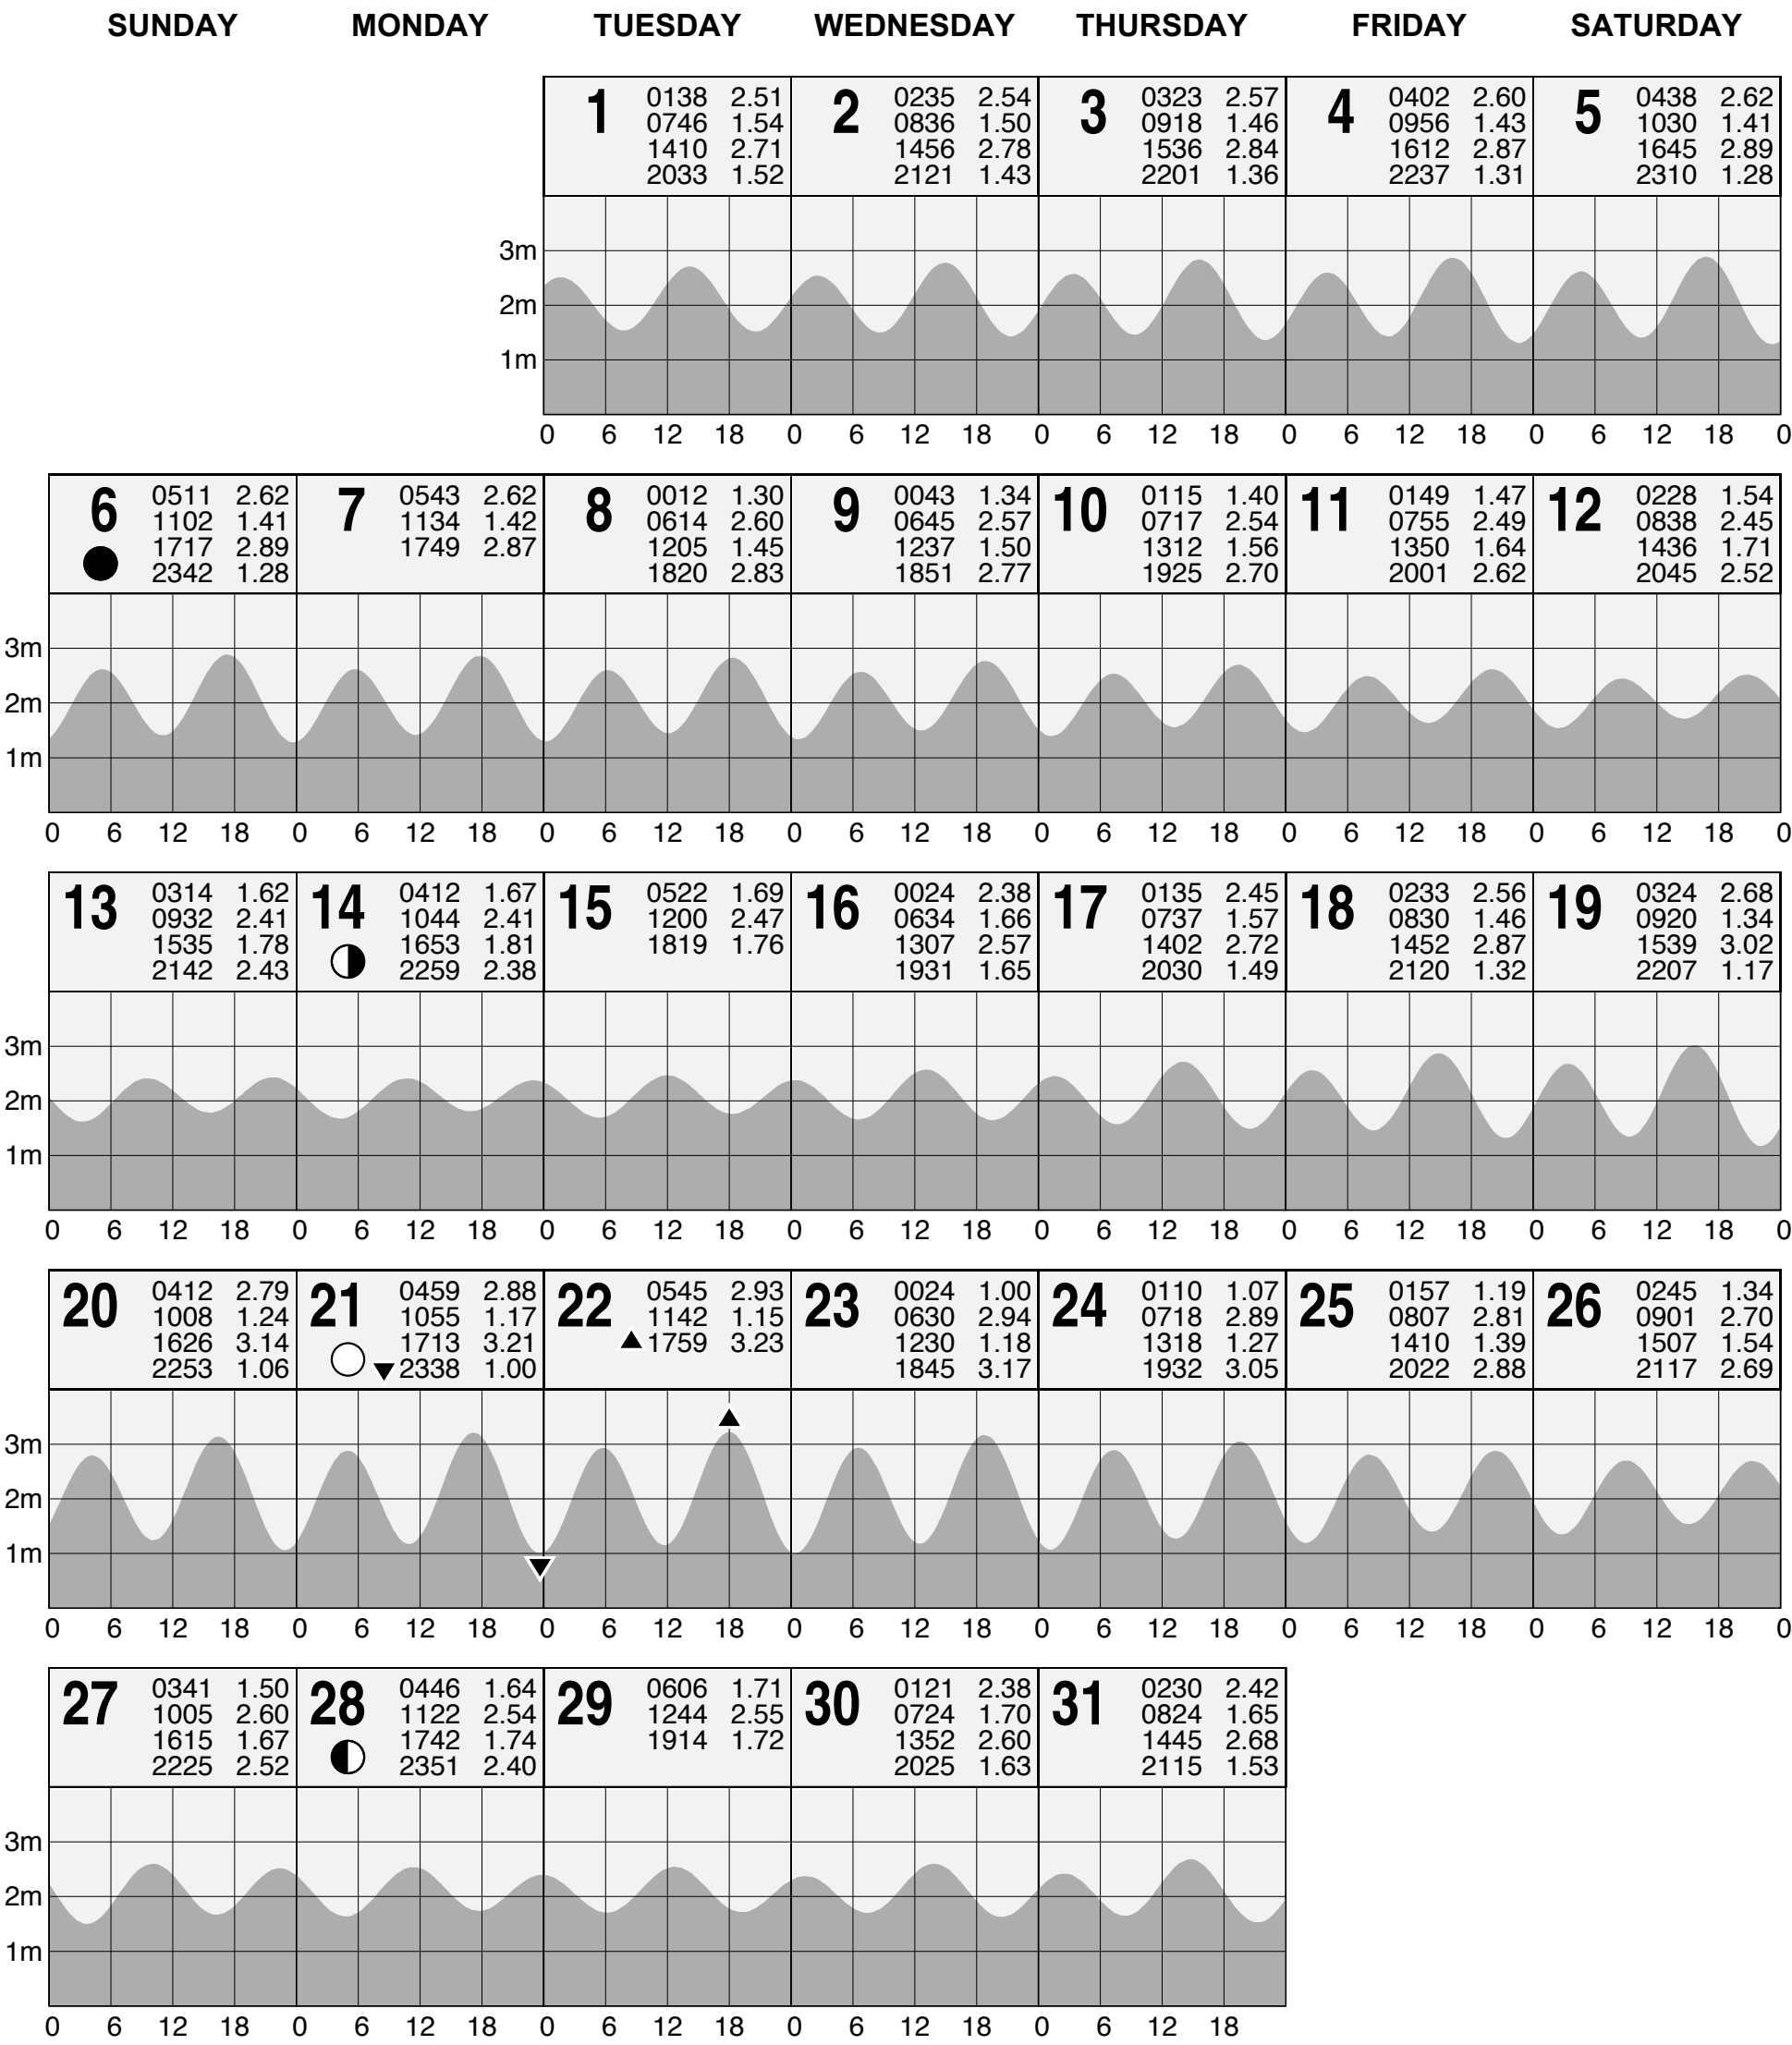 SUNDAY MONDAY TUESDAY WEDNESDAY THURSDAY FRIDAY SATURDAY
1 0138 2.51
0746 1.54
1410 2.71
2033 1.52
2 0235 2.54
0836 1.50
1456 2.78
2121 1.43
3 0323 2.57
0918 1.46
1536 2.84
2201 1.36
4 0402 2.60
0956 1.43
1612 2.87
2237 1.31
5 0438 2.62
1030 1.41
1645 2.89
2310 1.28
3m
2m
1m
0 6 12 18 0 6 12 18 0 6 12 18 0 6 12 18 0 6 12 18 0
6 0511 2.62
1102 1.41
1717 2.89
2342 1.28
7 0543 2.62
1134 1.42
1749 2.87
8 0012 1.30
0614 2.60
1205 1.45
1820 2.83
9 0043 1.34
0645 2.57
1237 1.50
1851 2.77
10 0115 1.40
0717 2.54
1312 1.56
1925 2.70
11 0149 1.47
0755 2.49
1350 1.64
2001 2.62
12 0228 1.54
0838 2.45
1436 1.71
2045 2.52
3m
2m
1m
0 6 12 18 0 6 12 18 0 6 12 18 0 6 12 18 0 6 12 18 0 6 12 18 0 6 12 18 0
13 0314 1.62
0932 2.41
1535 1.78
2142 2.43
14 0412 1.67
1044 2.41
1653 1.81
2259 2.38
15 0522 1.69
1200 2.47
1819 1.76
16 0024 2.38
0634 1.66
1307 2.57
1931 1.65
17 0135 2.45
0737 1.57
1402 2.72
2030 1.49
18 0233 2.56
0830 1.46
1452 2.87
2120 1.32
19 0324 2.68
0920 1.34
1539 3.02
2207 1.17
3m
2m
1m
0 6 12 18 0 6 12 18 0 6 12 18 0 6 12 18 0 6 12 18 0 6 12 18 0 6 12 18 0
20 0412 2.79
1008 1.24
1626 3.14
2253 1.06
21 0459 2.88
1055 1.17
1713 3.21
2338 1.00
22 0545 2.93
1142 1.15
1759 3.23
23 0024 1.00
0630 2.94
1230 1.18
1845 3.17
24 0110 1.07
0718 2.89
1318 1.27
1932 3.05
25 0157 1.19
0807 2.81
1410 1.39
2022 2.88
26 0245 1.34
0901 2.70
1507 1.54
2117 2.69
3m
2m
1m
0 6 12 18 0 6 12 18 0 6 12 18 0 6 12 18 0 6 12 18 0 6 12 18 0 6 12 18 0
27 0341 1.50
1005 2.60
1615 1.67
2225 2.52
28 0446 1.64
1122 2.54
1742 1.74
2351 2.40
29 0606 1.71
1244 2.55
1914 1.72
30 0121 2.38
0724 1.70
1352 2.60
2025 1.63
31 0230 2.42
0824 1.65
1445 2.68
2115 1.53
3m
2m
1m
0 6 12 18 0 6 12 18 0 6 12 18 0 6 12 18 0 6 12 18